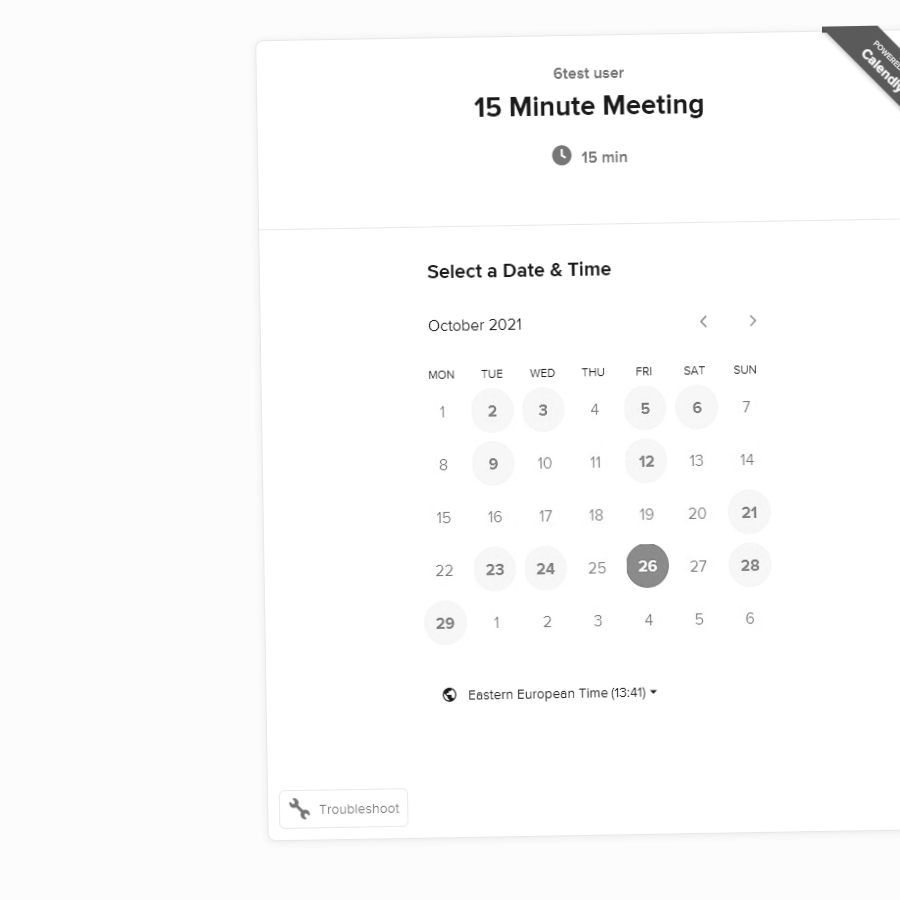 POWERED
Calendly
6test user
15 Minute Meeting
15 min
Select a Date & Time
October 2021
MON TUE WED THU FRI SAT SUN
1 2 3 4 5 6 7
8 9 10 11 12 13 14
15 16 17 18 19 20 21
22 23 24 25 26 27 28
29 1 2 3 4 5 6
Eastern European Time (13:41)
Troubleshoot